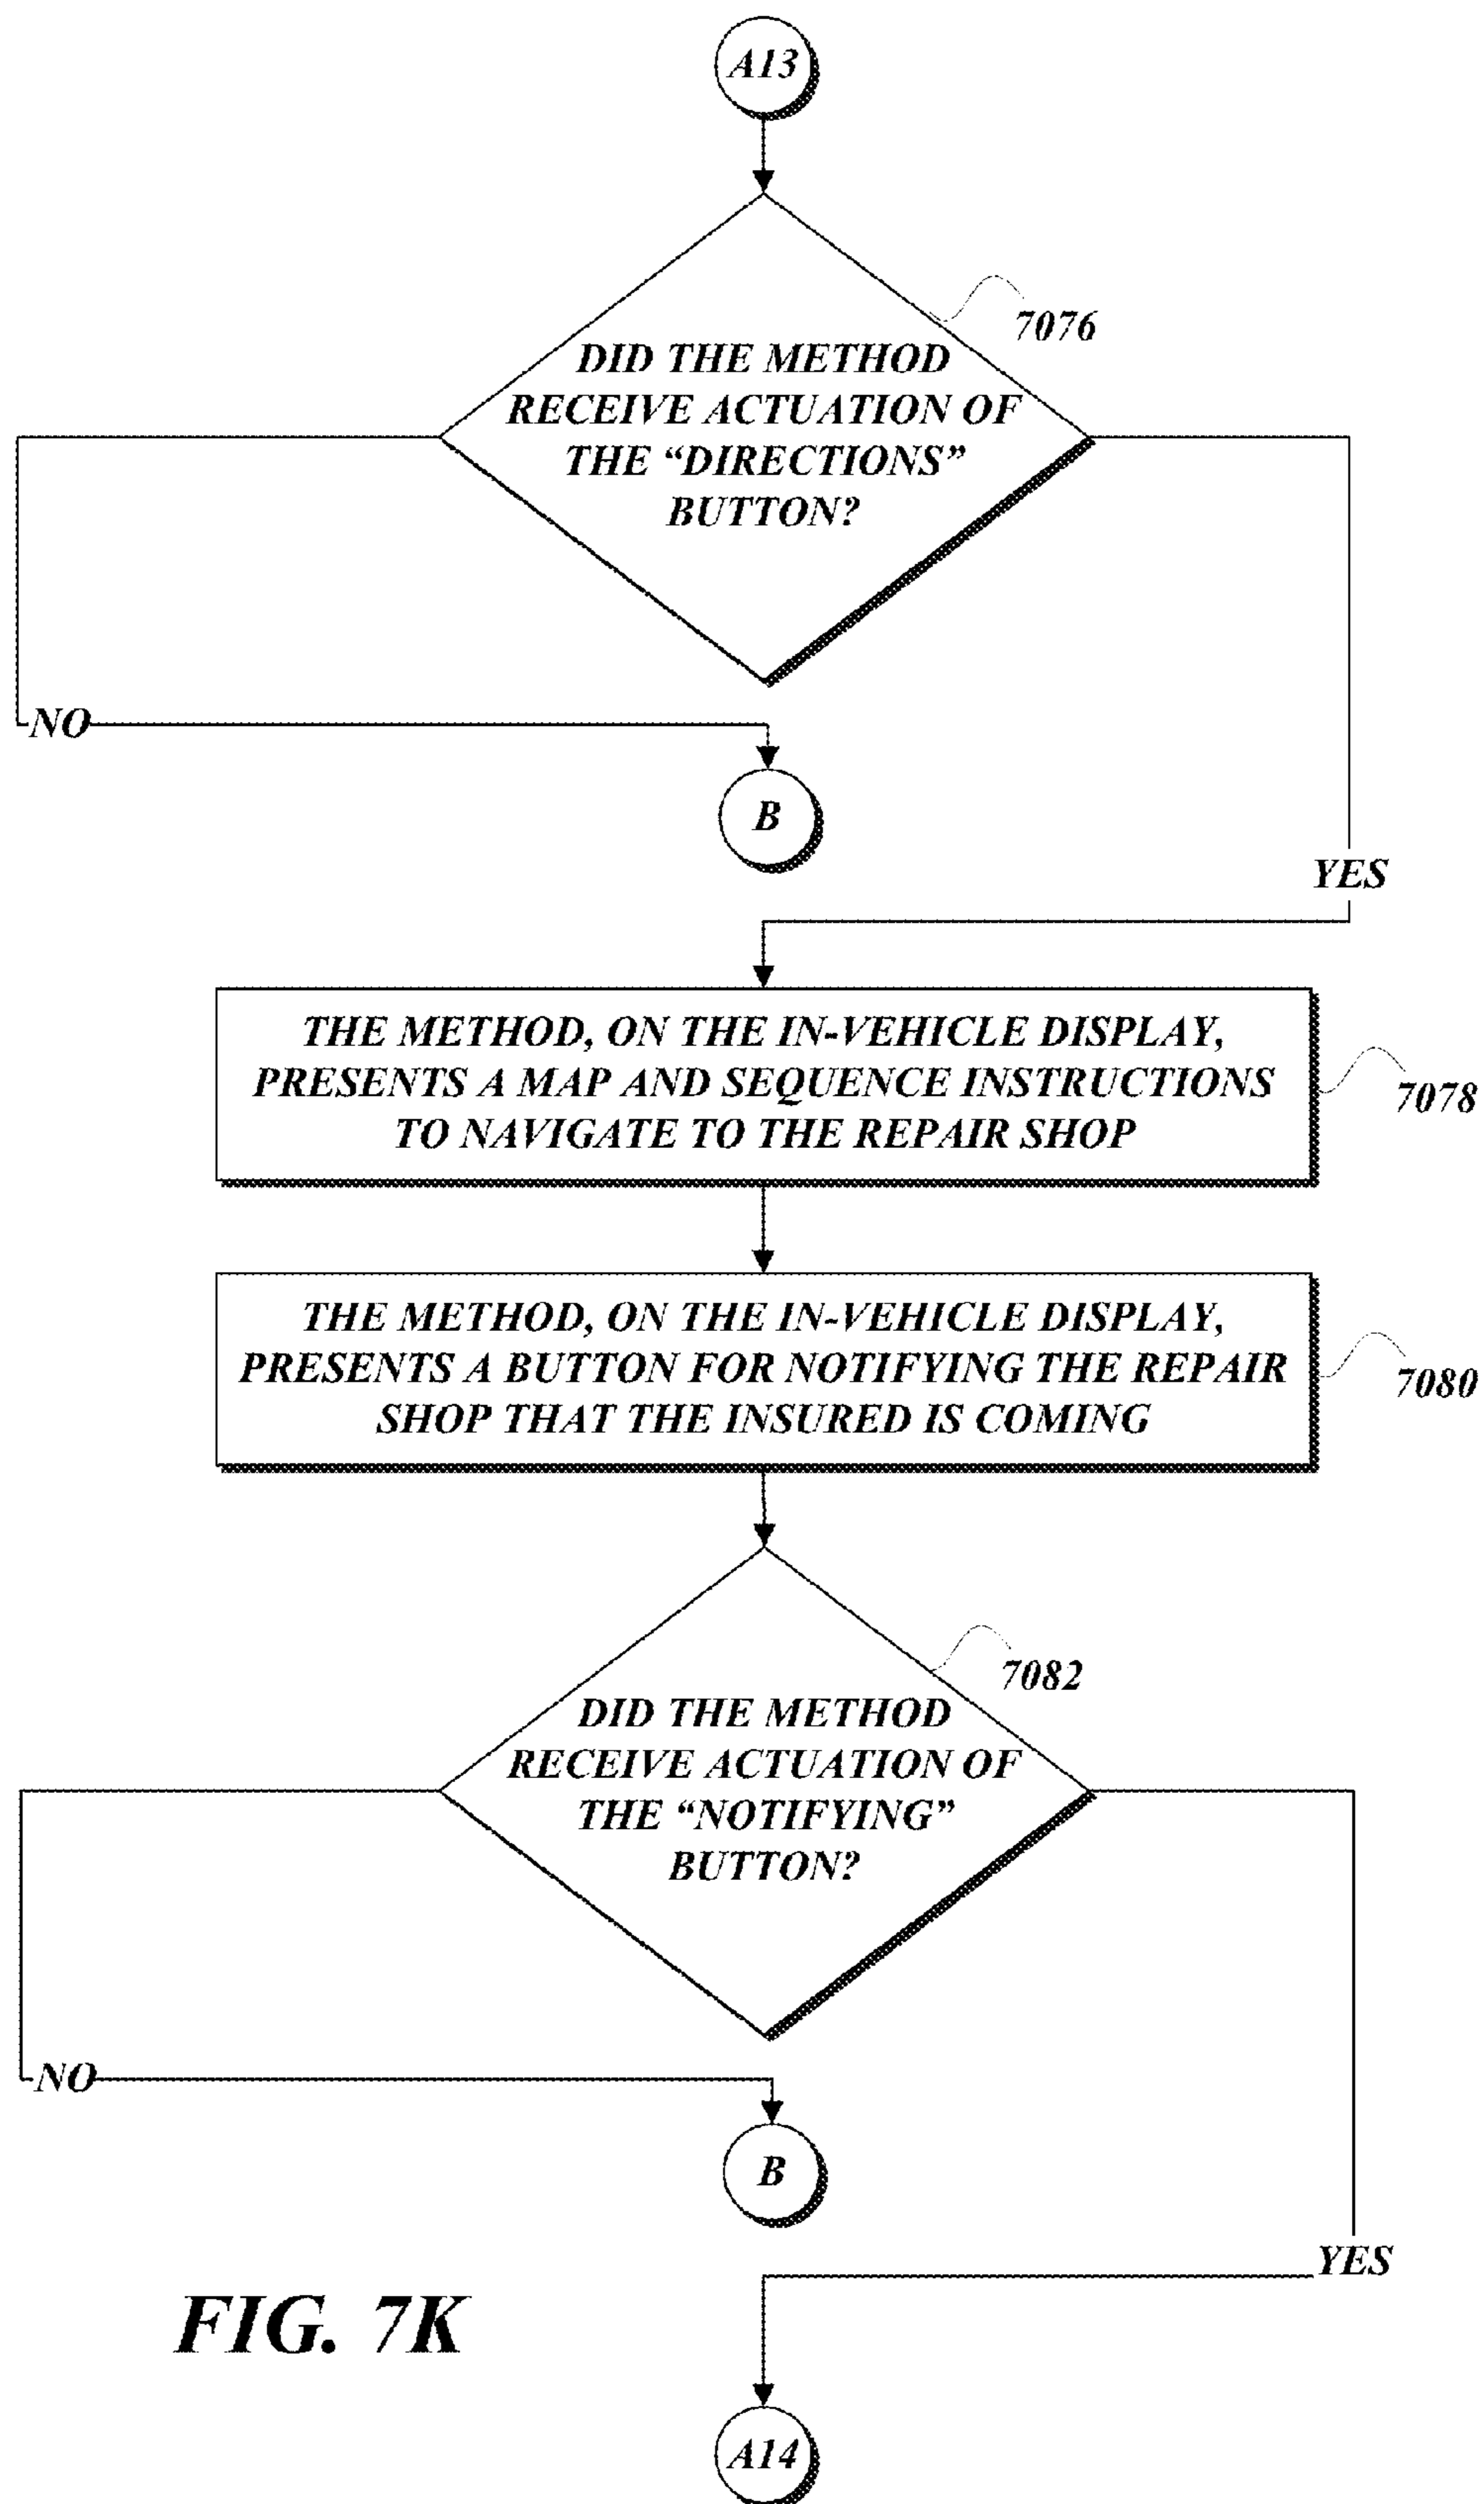 A13
7076
DID THE METHOD
RECEIVE ACTUATION OF
THE “DIRECTIONS”
BUTTON?
NO
B
YES
THE METHOD, ON THE IN-VEHICLE DISPLAY,
PRESENTS A MAP AND SEQUENCE INSTRUCTIONS
TO NAVIGATE TO THE REPAIR SHOP
7078
THE METHOD, ON THE IN-VEHICLE DISPLAY,
PRESENTS A BUTTON FOR NOTIFYING THE REPAIR
SHOP THAT THE INSURED IS COMING
7080
7082
DID THE METHOD
RECEIVE ACTUATION OF
THE “NOTIFYING”
BUTTON?
NO
B
YES
FIG. 7K
A14